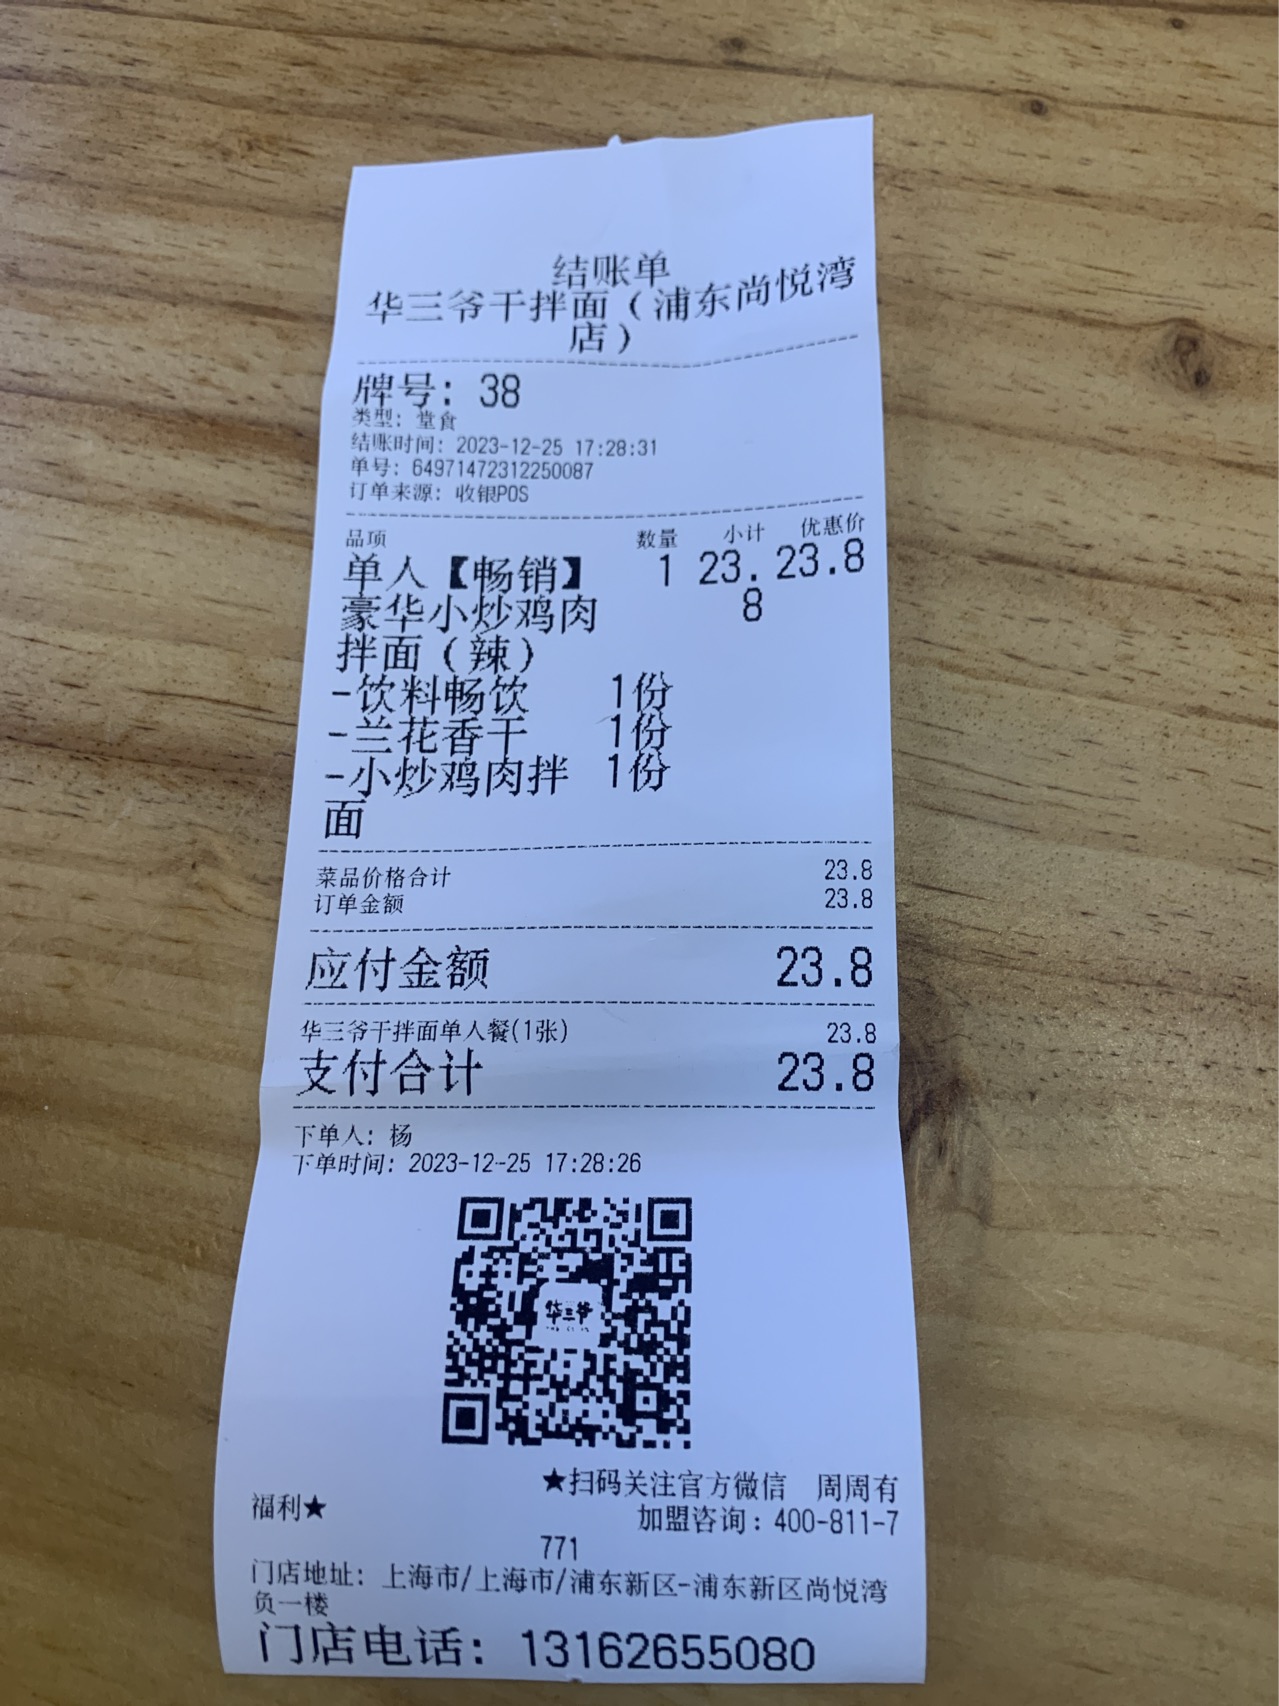 结账单
华三爷干拌面（浦东尚悦湾
店）
牌号：38
类型：堂食
结账时间：2023-12-25 17:28:31
单号：64971472312250087
订单来源：收银POS
品项 数量 小计 优惠价
单人【畅销】 1 23. 23.8
豪华小炒鸡肉 8
拌面（辣）
-饮料畅饮 1份
-兰花香干 1份
-小炒鸡肉拌 1份
面
菜品价格合计 23.8
订单金额 23.8
应付金额 23.8
华三爷干拌面单人餐(1张) 23.8
支付合计 23.8
下单人：杨
下单时间：2023-12-25 17:28:26
华三爷
★扫码关注官方微信 周周有
福利★
加盟咨询：400-811-7
771
门店地址：上海市/上海市/浦东新区-浦东新区尚悦湾
负一楼
门店电话：13162655080